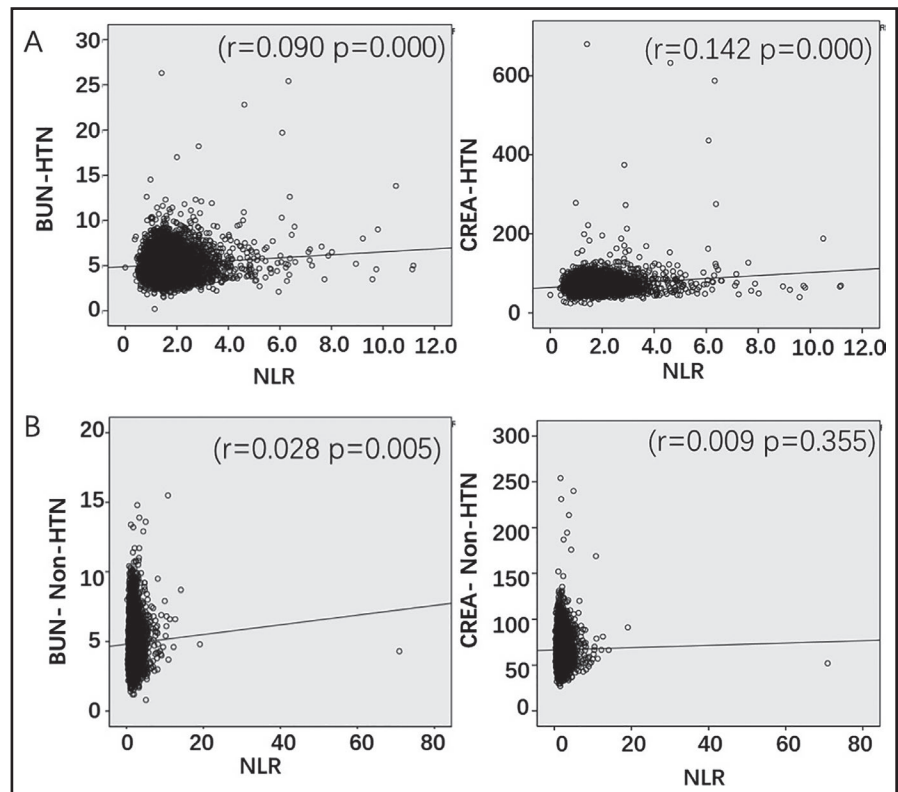 A
(r=0.090 p=0.000)
BUN-HTN
30
25
20
15
10
5
0
0 2.0 4.0 6.0 8.0 10.0 12.0
NLR
(r=0.142 p=0.000)
CREA-HTN
600
400
200
0
0 2.0 4.0 6.0 8.0 10.0 12.0
NLR
B
(r=0.028 p=0.005)
BUN- Non-HTN
20
15
10
5
0
0 20 40 60 80
NLR
(r=0.009 p=0.355)
CREA- Non-HTN
300
250
200
150
100
50
0
0 20 40 60 80
NLR